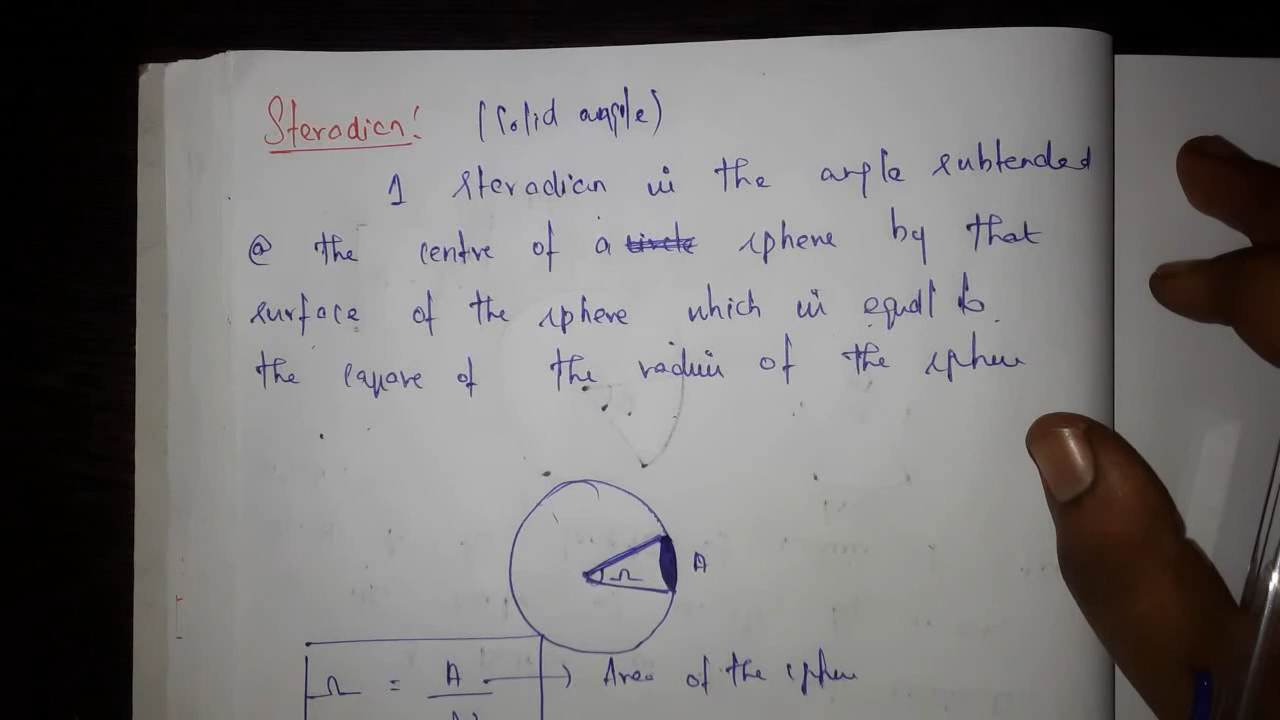 Steradian: (Solid angle)
1 steradian is the angle subtended
@ the centre of a circle sphere by that
surface of the sphere which is equal to
the square of the radius of the sphere
Ω A
Ω = A → Area of the sphere